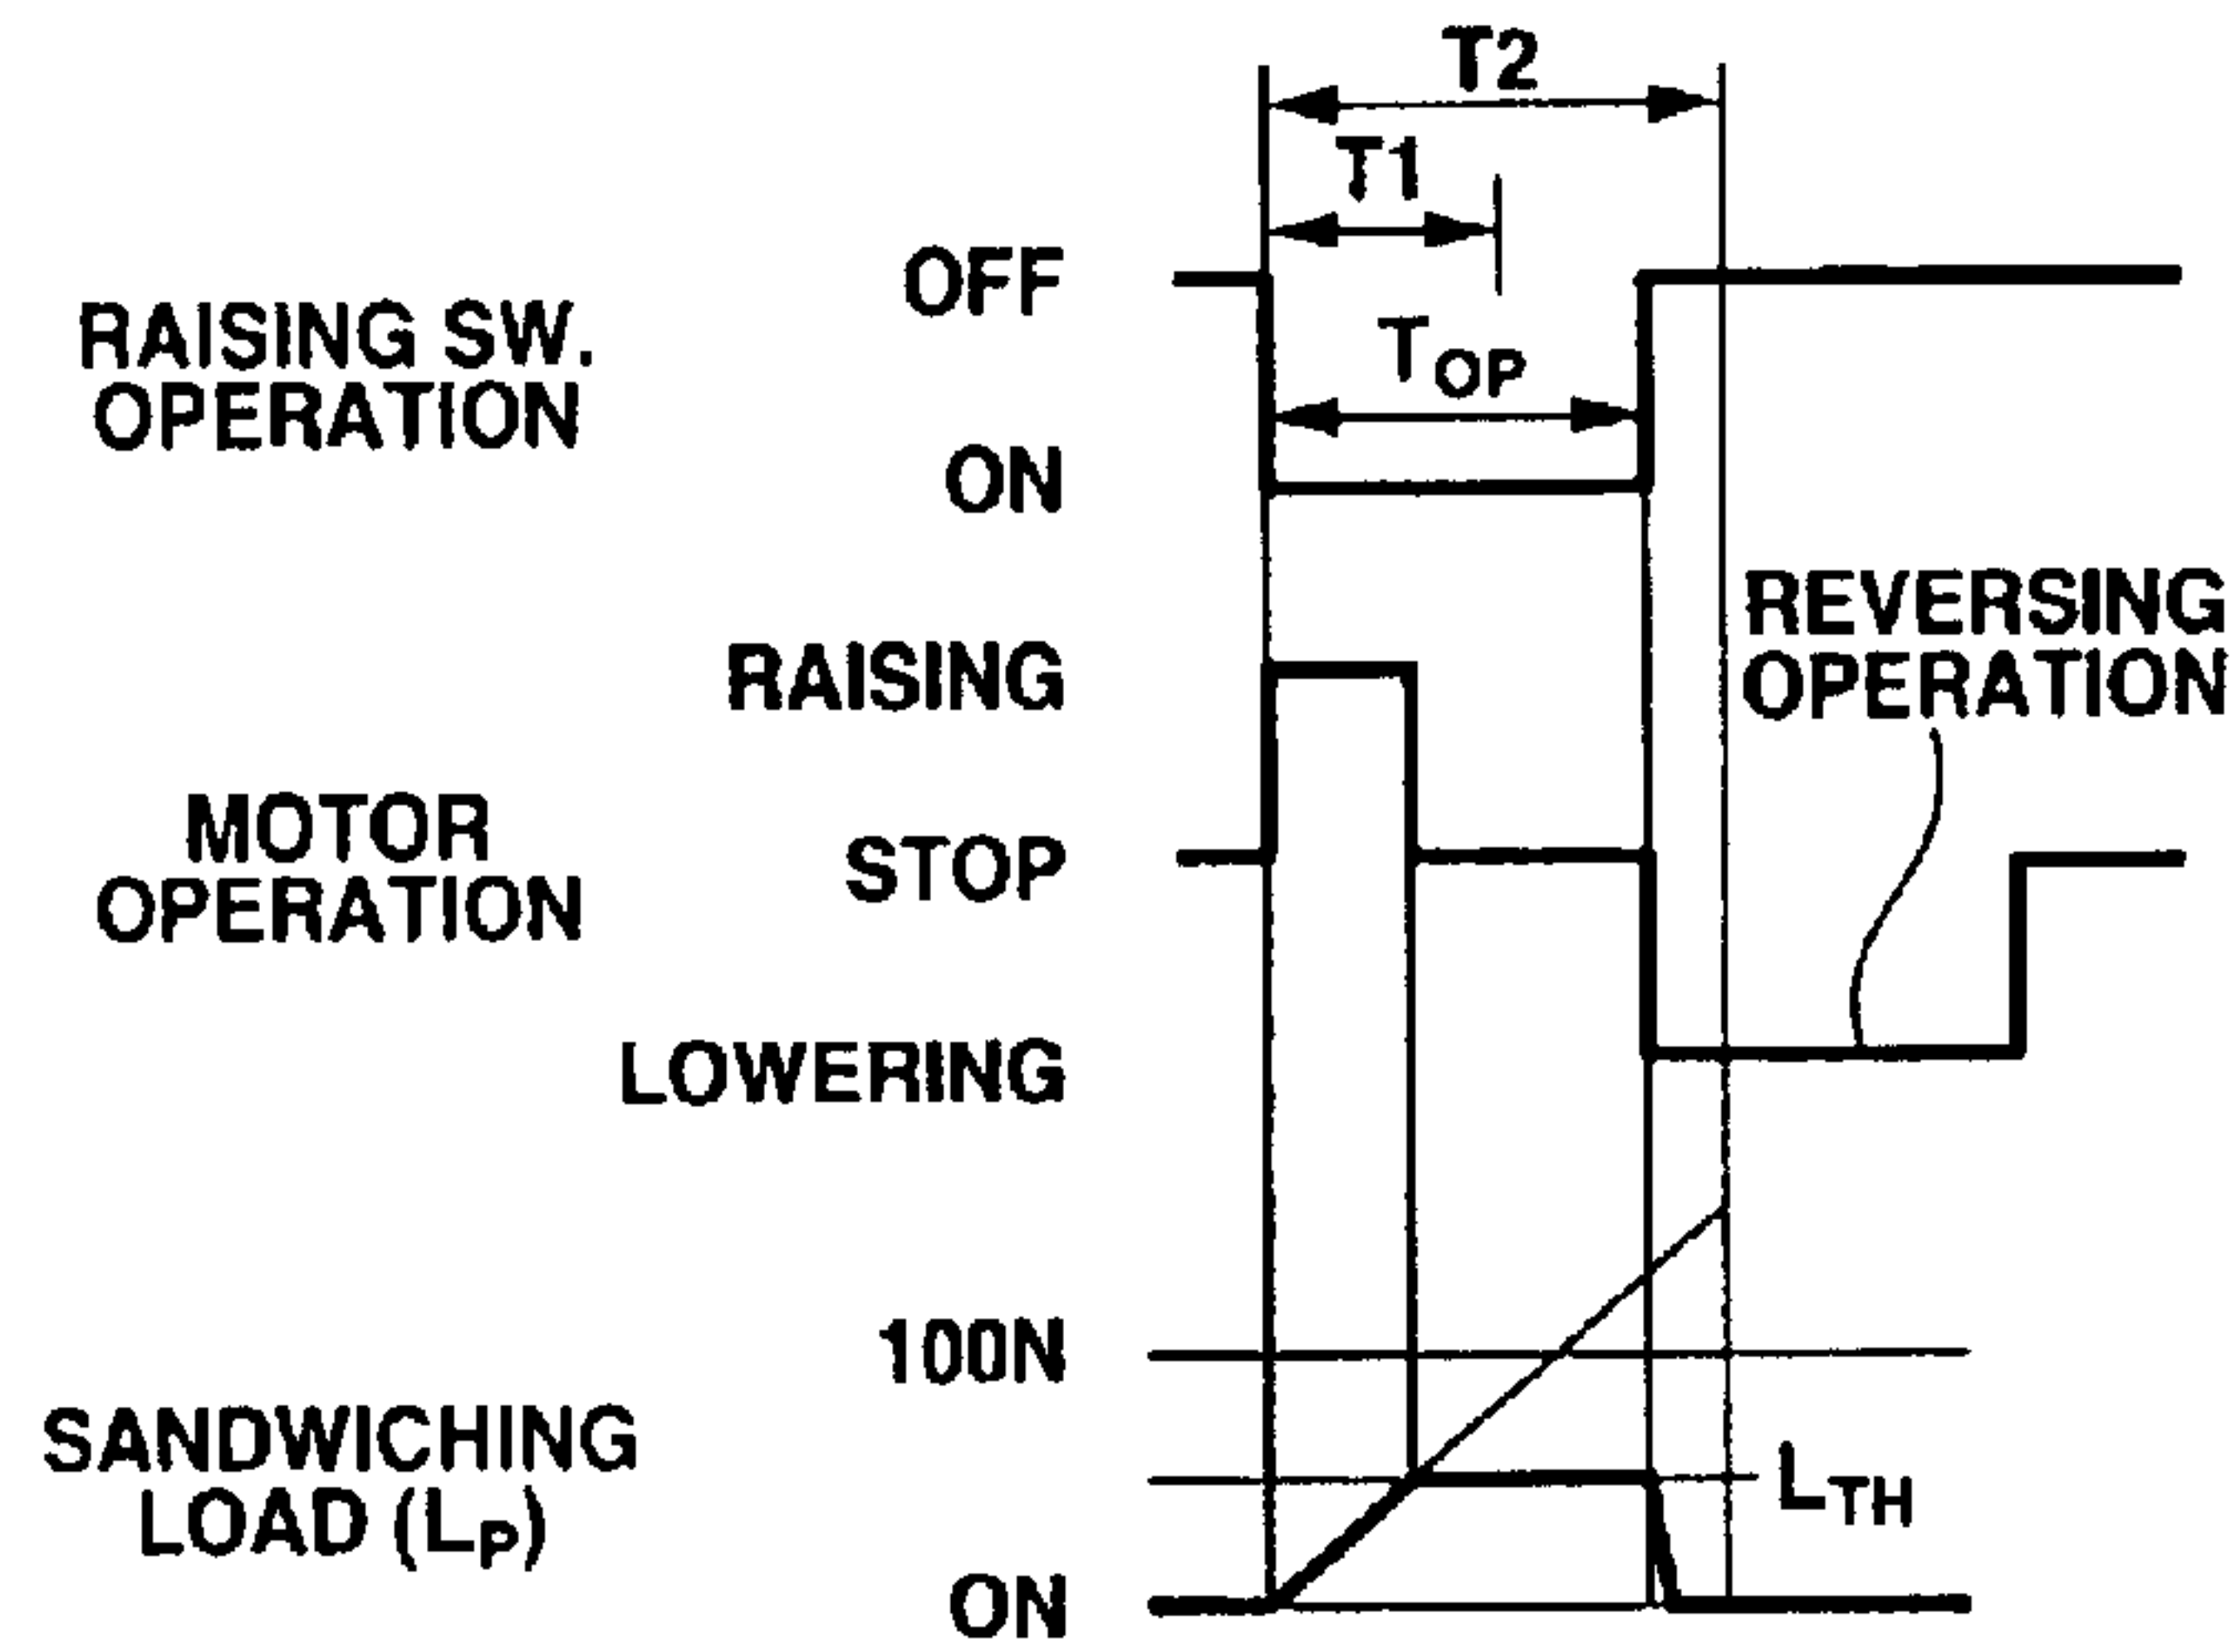 T2
T1
OFF
RAISING SW.
OPERATION
TOP
ON
REVERSING
OPERATION
RAISING
MOTOR
OPERATION
STOP
LOWERING
100N
SANDWICHING
LOAD (LP)
LTH
ON